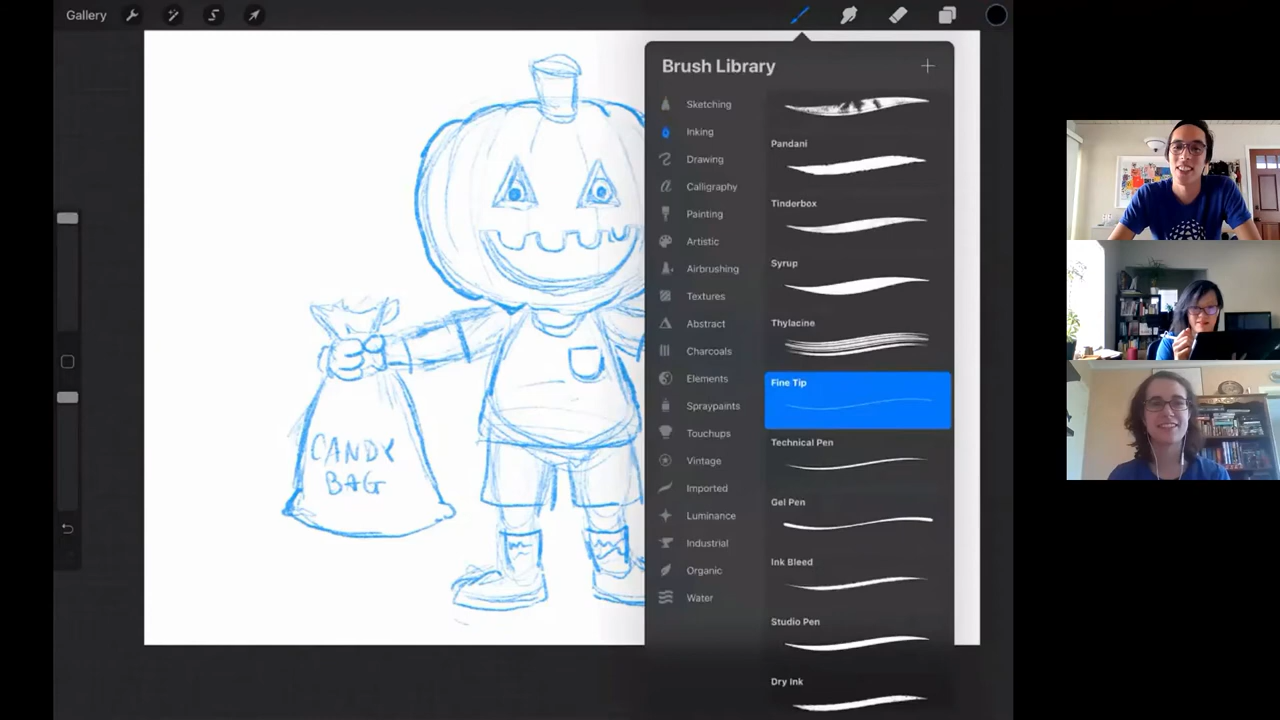 Gallery
Brush Library
Sketching
Inking
Drawing
Calligraphy
Painting
Artistic
Airbrushing
Textures
Abstract
Charcoals
Elements
Spraypaints
Touchups
Vintage
Imported
Luminance
Industrial
Organic
Water
Pandani
Tinderbox
Syrup
Thylacine
Fine Tip
Technical Pen
Gel Pen
Ink Bleed
Studio Pen
Dry Ink
CANDY
BAG